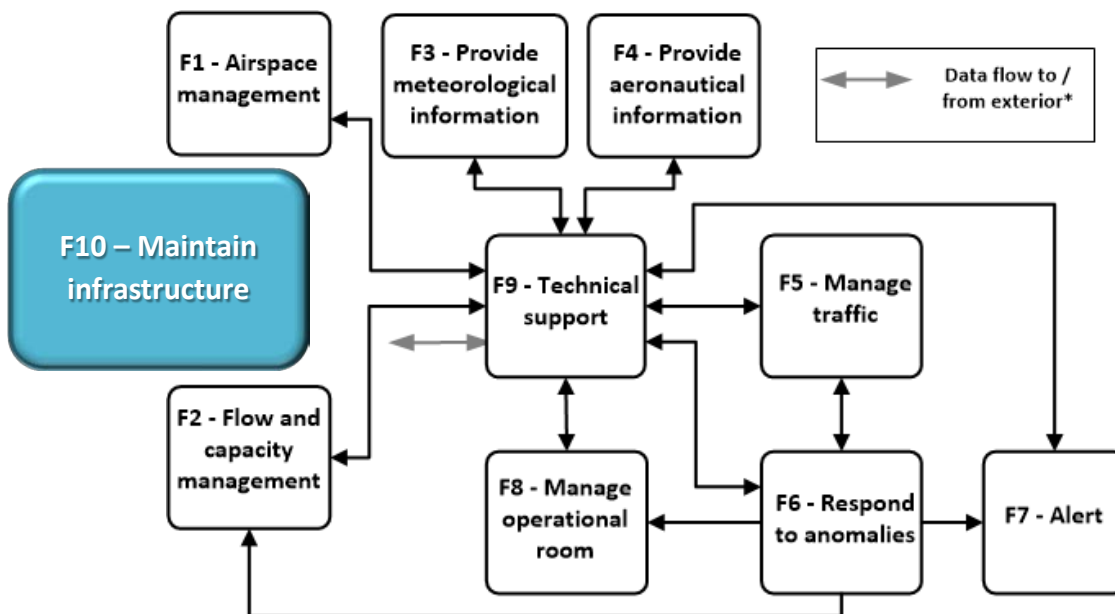 F1 - Airspace
management
F3 - Provide
meteorological
information
F4 - Provide
aeronautical
information
Data flow to /
from exterior*
F10 – Maintain
infrastructure
F9 - Technical
support
F5 - Manage
traffic
F2 - Flow and
capacity
management
F8 - Manage
operational
room
F6 - Respond
to anomalies
F7 - Alert